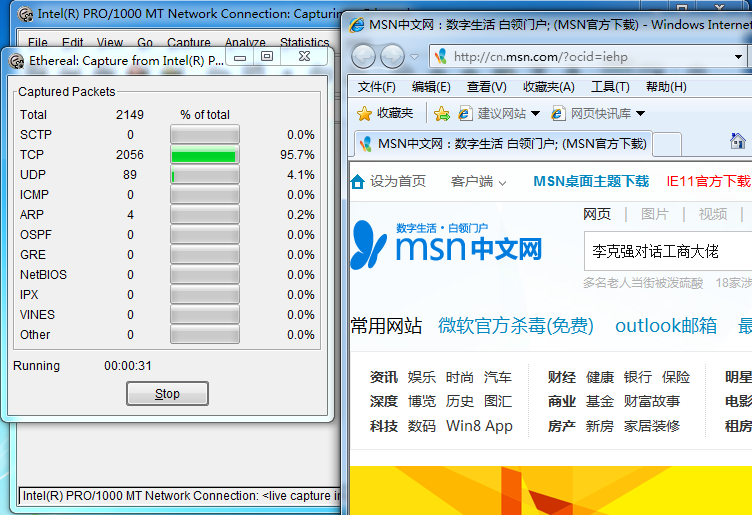 Intel(R) PRO/1000 MT Network Connection: Capturing
File Edit View Go Capture Analyze Statistics
Ethereal: Capture from Intel(R) P...
Captured Packets
Total 2149 % of total
SCTP 0 0.0%
TCP 2056 95.7%
UDP 89 4.1%
ICMP 0 0.0%
ARP 4 0.2%
OSPF 0 0.0%
GRE 0 0.0%
NetBIOS 0 0.0%
IPX 0 0.0%
VINES 0 0.0%
Other 0 0.0%
Running 00:00:31
Stop
Intel(R) PRO/1000 MT Network Connection: <live capture in
MSN中文网：数字生活 白领门户; (MSN官方下载) - Windows Internet
http://cn.msn.com/?ocid=iehp
文件(F) 编辑(E) 查看(V) 收藏夹(A) 工具(T) 帮助(H)
收藏夹 建议网站 网页快讯库
MSN中文网：数字生活 白领门户; (MSN官方下载)
设为首页 客户端 MSN桌面主题下载 IE11官方下载
网页 图片 视频
数字生活·白领门户
msn 中文网
李克强对话工商大佬
多名老人当街被泼硫酸 18家涉
常用网站 微软官方杀毒(免费) outlook邮箱 最
资讯 娱乐 时尚 汽车 财经 健康 银行 保险 明星
深度 博览 历史 图汇 商业 基金 财富故事 电影
科技 数码 Win8 App 房产 新房 家居装修 租房